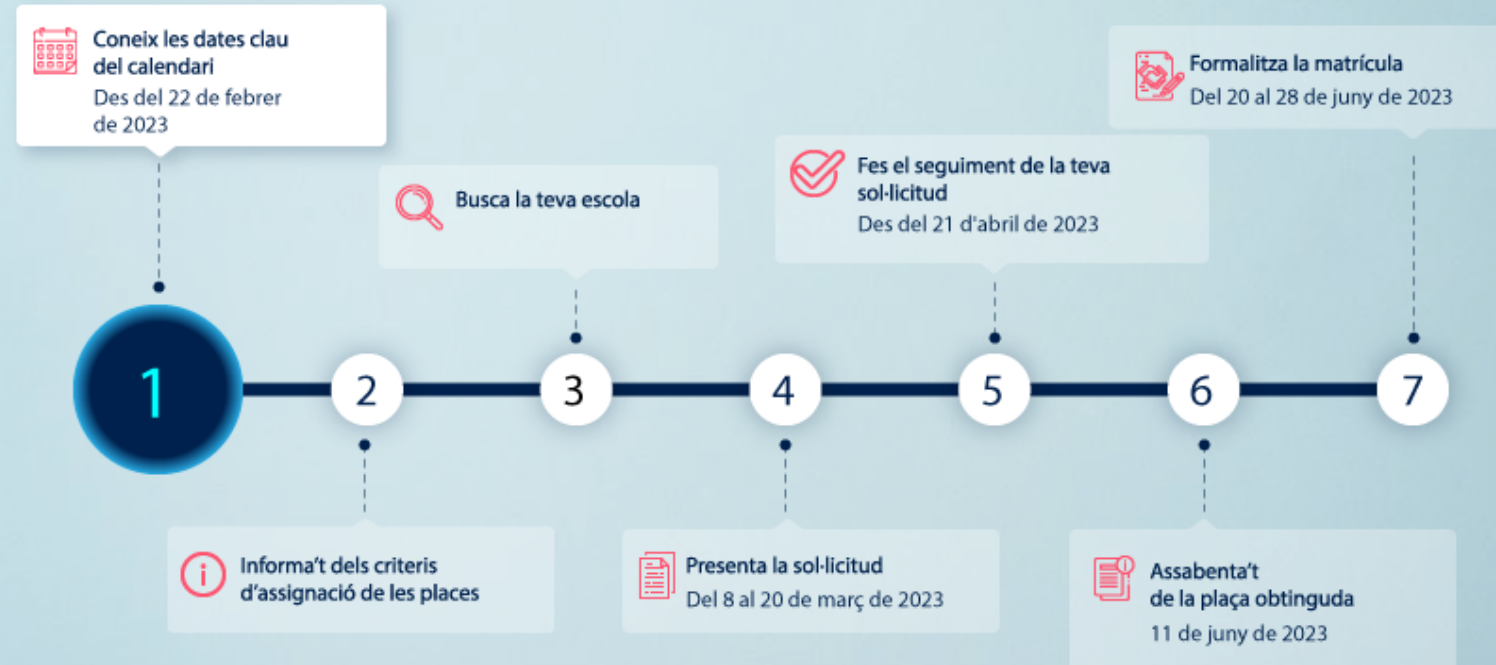 Coneix les dates clau
del calendari
Des del 22 de febrer
de 2023
Formalitza la matrícula
Del 20 al 28 de juny de 2023
Busca la teva escola
Fes el seguiment de la teva
sol·licitud
Des del 21 d'abril de 2023
1
2
3
4
5
6
7
Informa't dels criteris
d'assignació de les places
Presenta la sol·licitud
Del 8 al 20 de març de 2023
Assabenta't
de la plaça obtinguda
11 de juny de 2023